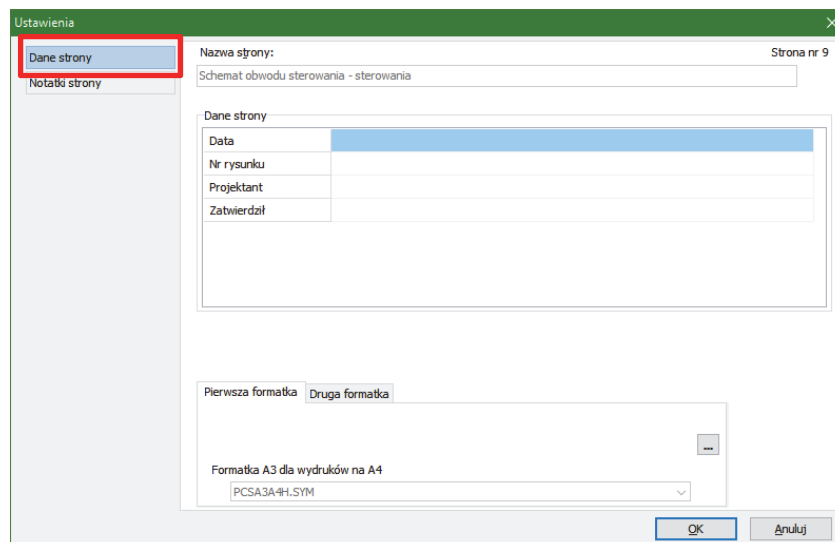 Ustawienia
Dane strony
Notatki strony
Nazwa strony: Strona nr 9
Schemat obwodu sterowania - sterowania
Dane strony
Data
Nr rysunku
Projektant
Zatwierdził
Pierwsza formatka Druga formatka
...
Formatka A3 dla wydruków na A4
PCSA3A4H.SYM
OK Anuluj